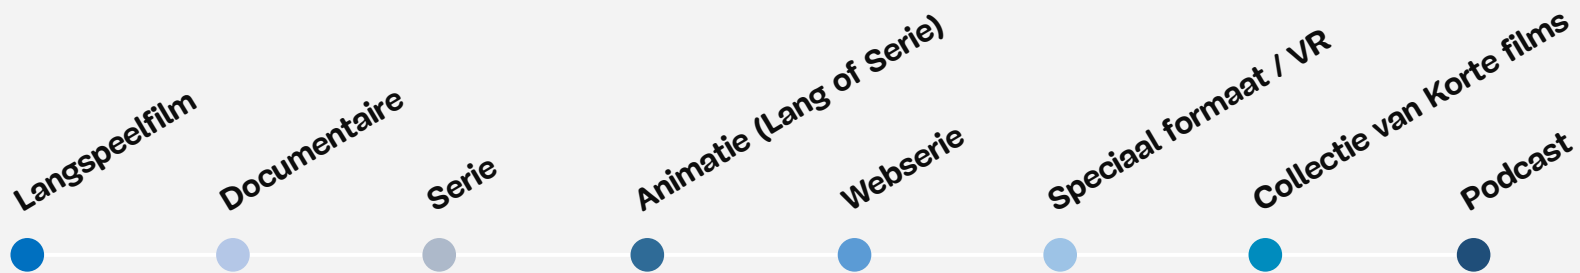 Langspeelfilm
Documentaire
Serie
Animatie (Lang of Serie)
Webserie
Speciaal formaat / VR
Collectie van Korte films
Podcast